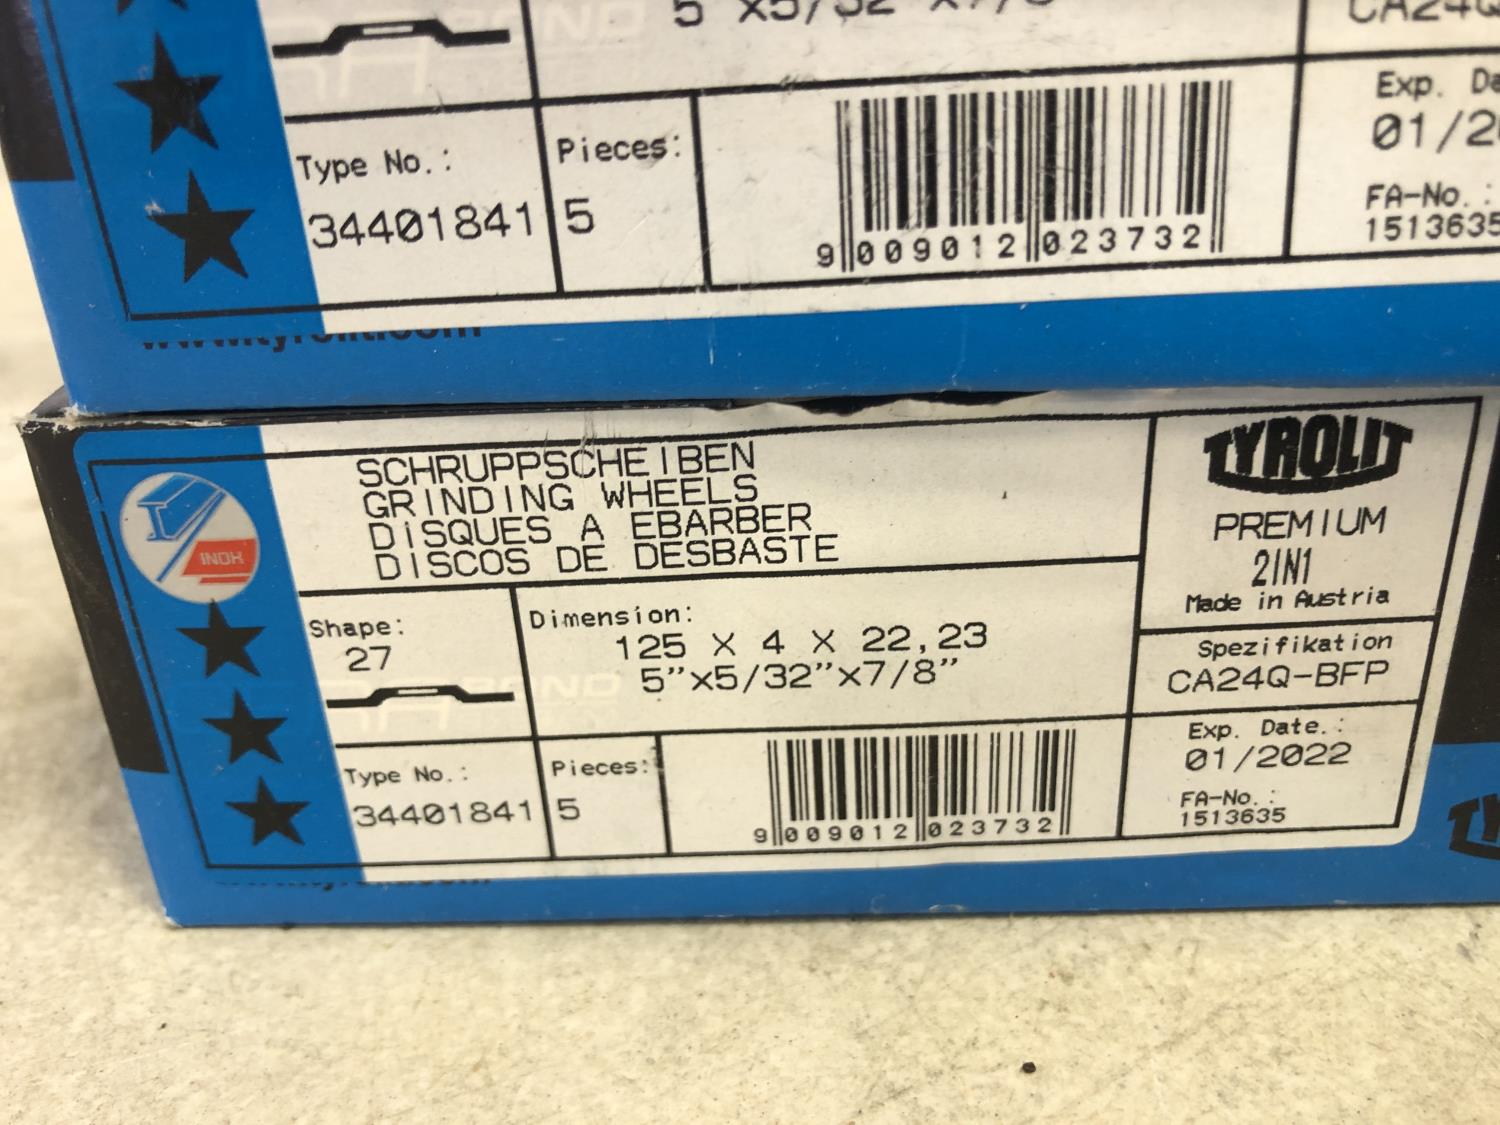 Type No.:
34401841
Pieces:
5
9 009012 023732
Exp.
FA-No.:
1513635
SCHRUPPSCHEIBEN
GRINDING WHEELS
DISQUES A EBARBER
DISCOS DE DESBASTE
INOX
Shape:
27
Dimension:
125 X 4 X 22,23
5"x5/32"x7/8"
Type No.:
34401841
Pieces:
5
9 009012 023732
TYROLIT
PREMIUM
2IN1
Made in Austria
Spezifikation
CA24Q-BFP
Exp. Date.:
01/2022
FA-No.:
1513635